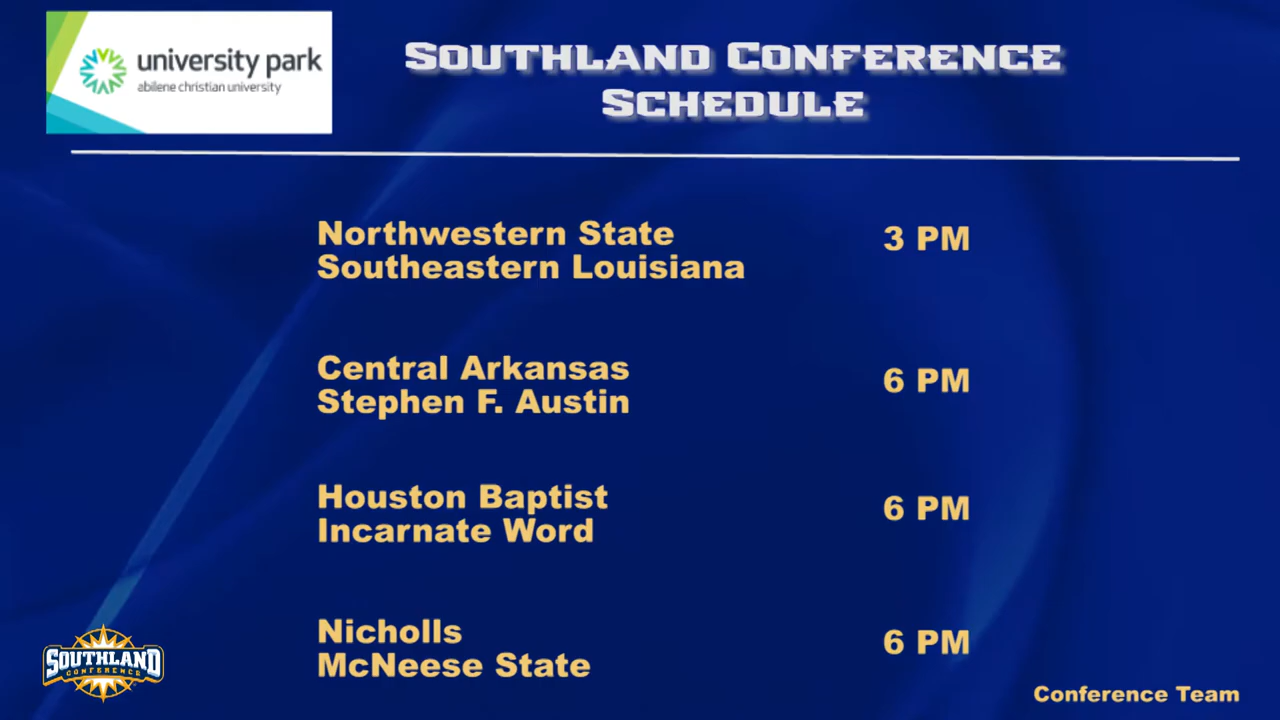 university park
abilene christian university
Southland Conference
Schedule
Northwestern State
Southeastern Louisiana
3 PM
Central Arkansas
Stephen F. Austin
6 PM
Houston Baptist
Incarnate Word
6 PM
Nicholls
McNeese State
6 PM
SOUTHLAND
CONFERENCE
Conference Team